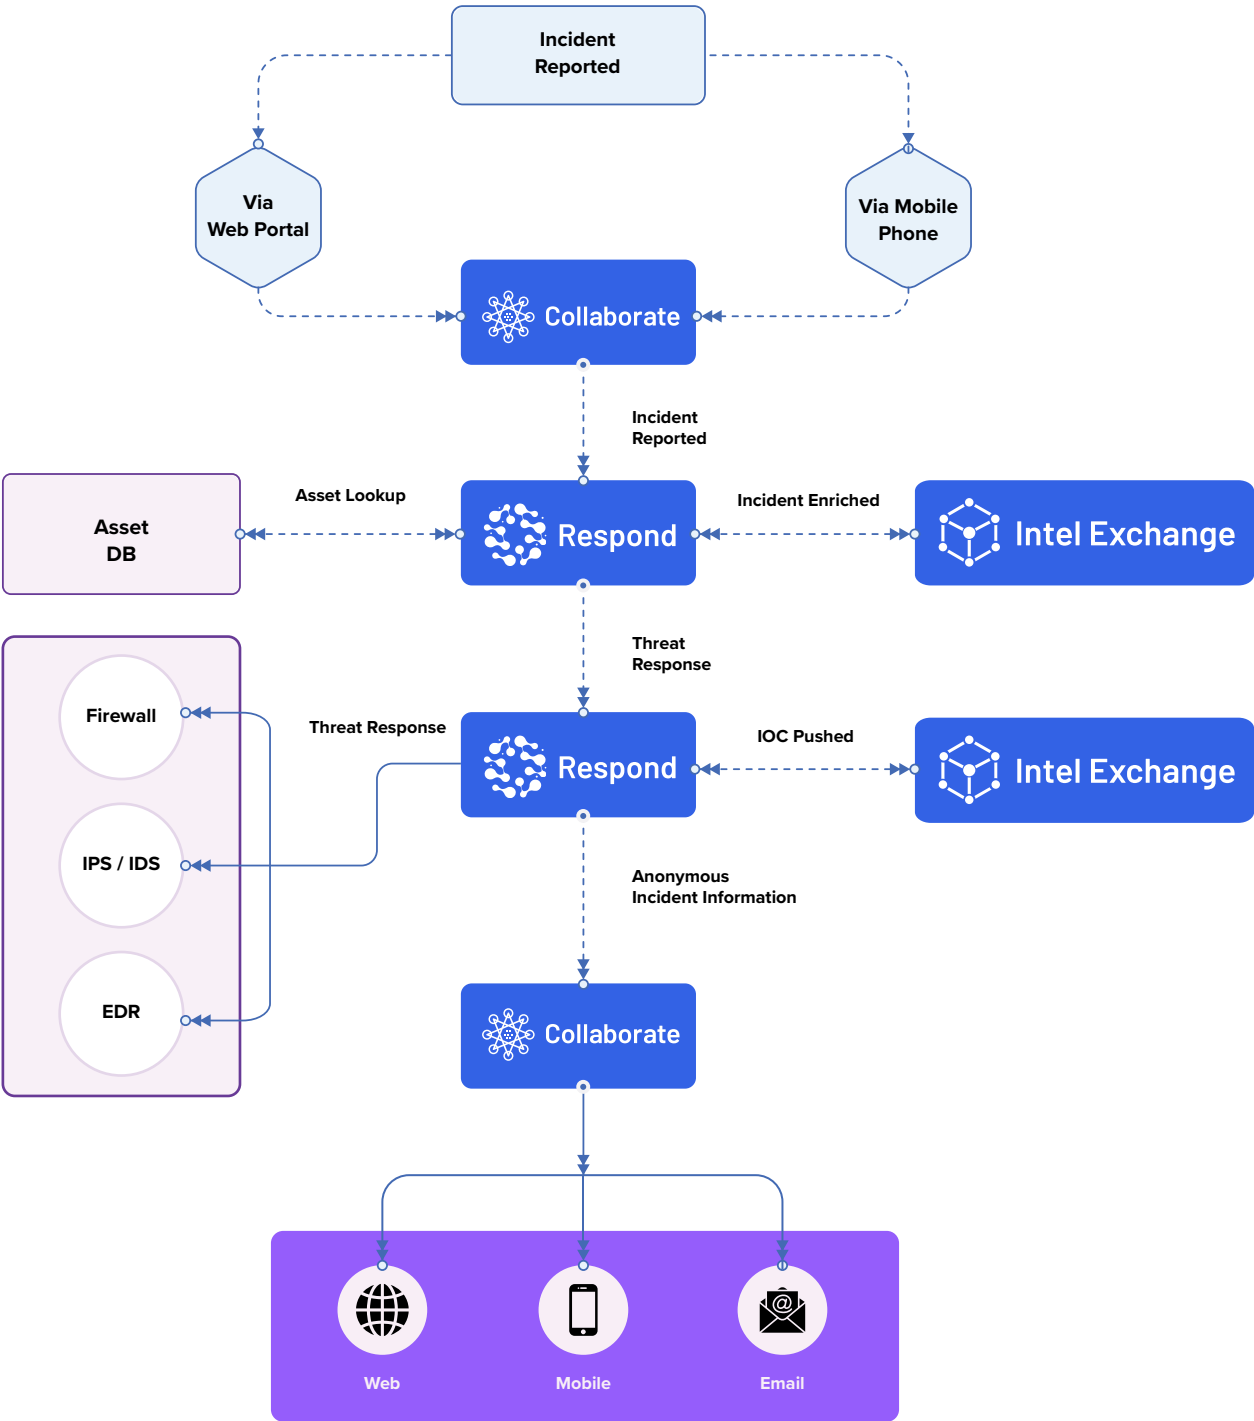 Incident
Reported
Via
Web Portal
Via Mobile
Phone
Collaborate
Incident
Reported
Asset Lookup
Incident Enriched
Asset
DB
Respond
Intel Exchange
Threat
Response
Firewall
Threat Response
IOC Pushed
Respond
Intel Exchange
IPS / IDS
Anonymous
Incident Information
EDR
Collaborate
@
Web
Mobile
Email